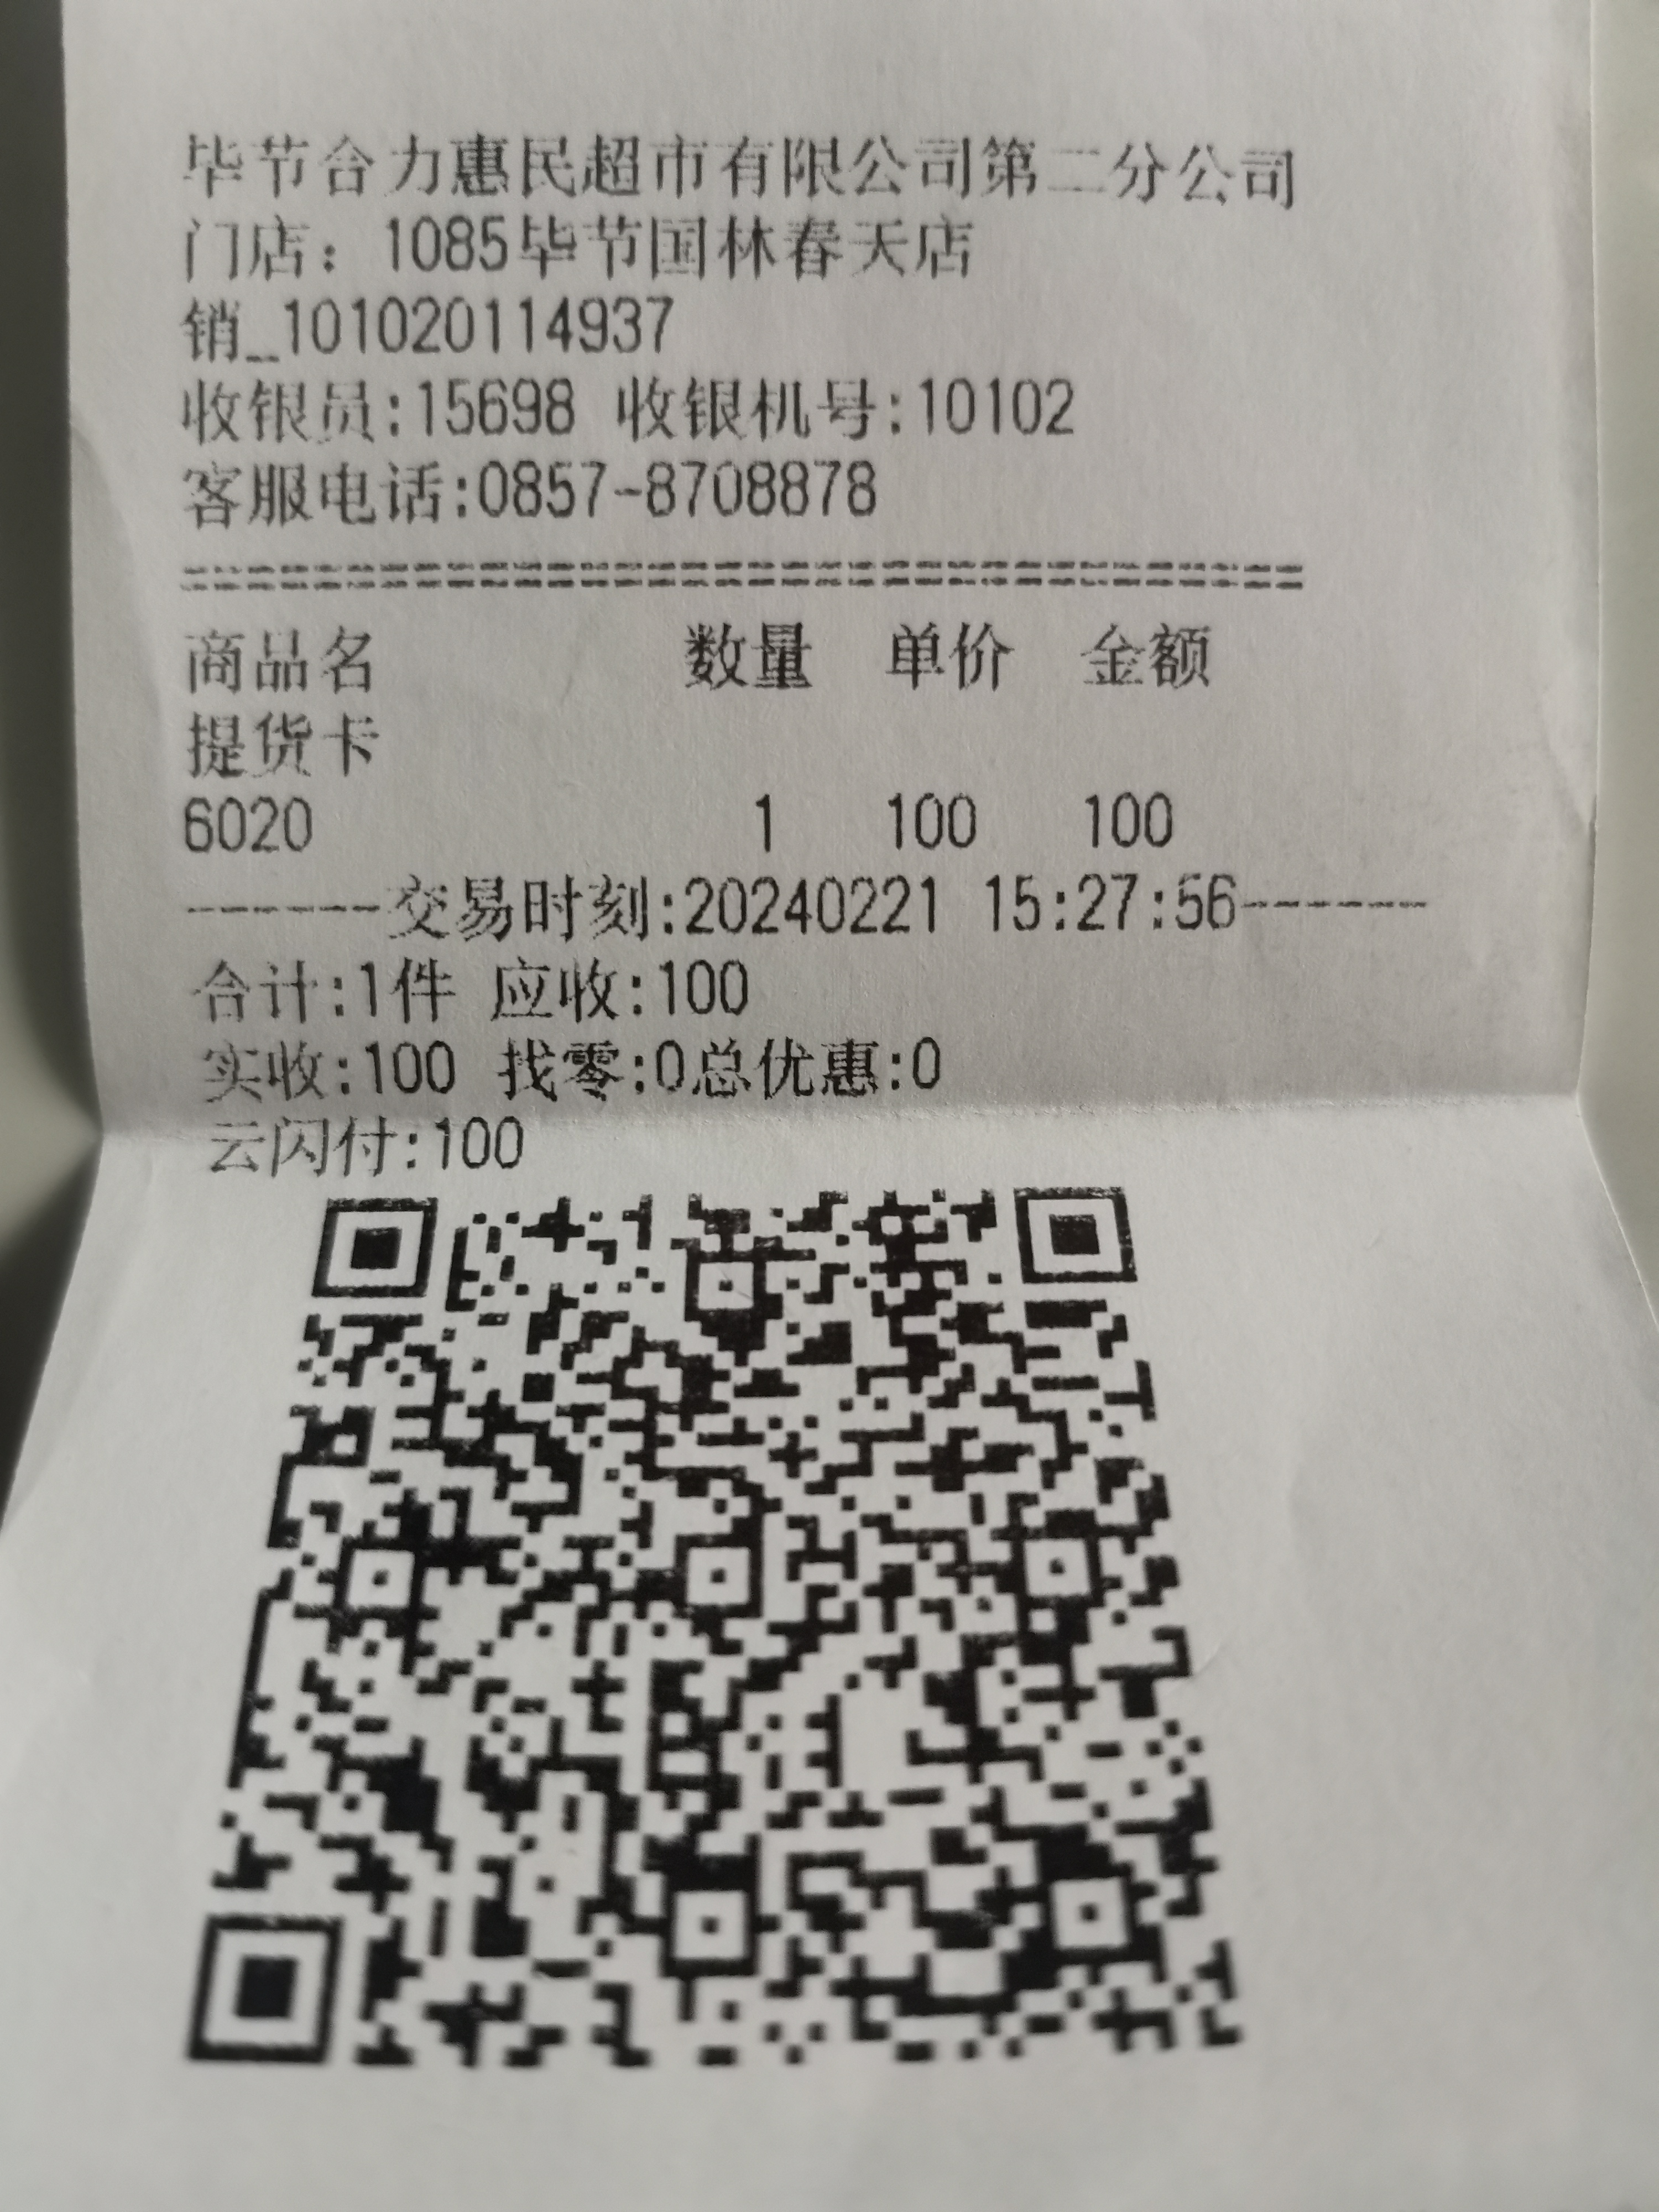 毕节合力惠民超市有限公司第二分公司
门店：1085毕节国林春天店
销_101020114937
收银员:15698 收银机号:10102
客服电话:0857-8708878
==================================
商品名 数量 单价 金额
提货卡
6020 1 100 100
------交易时刻:20240221 15:27:56------
合计:1件 应收:100
实收:100 找零:0总优惠:0
云闪付:100